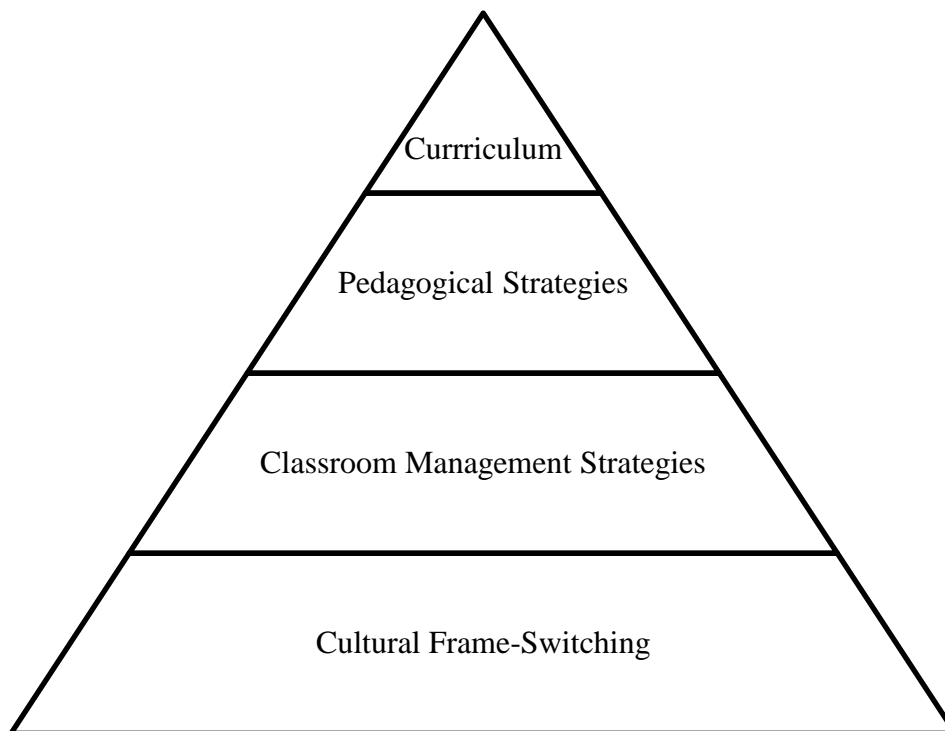 Currriculum
Pedagogical Strategies
Classroom Management Strategies
Cultural Frame-Switching